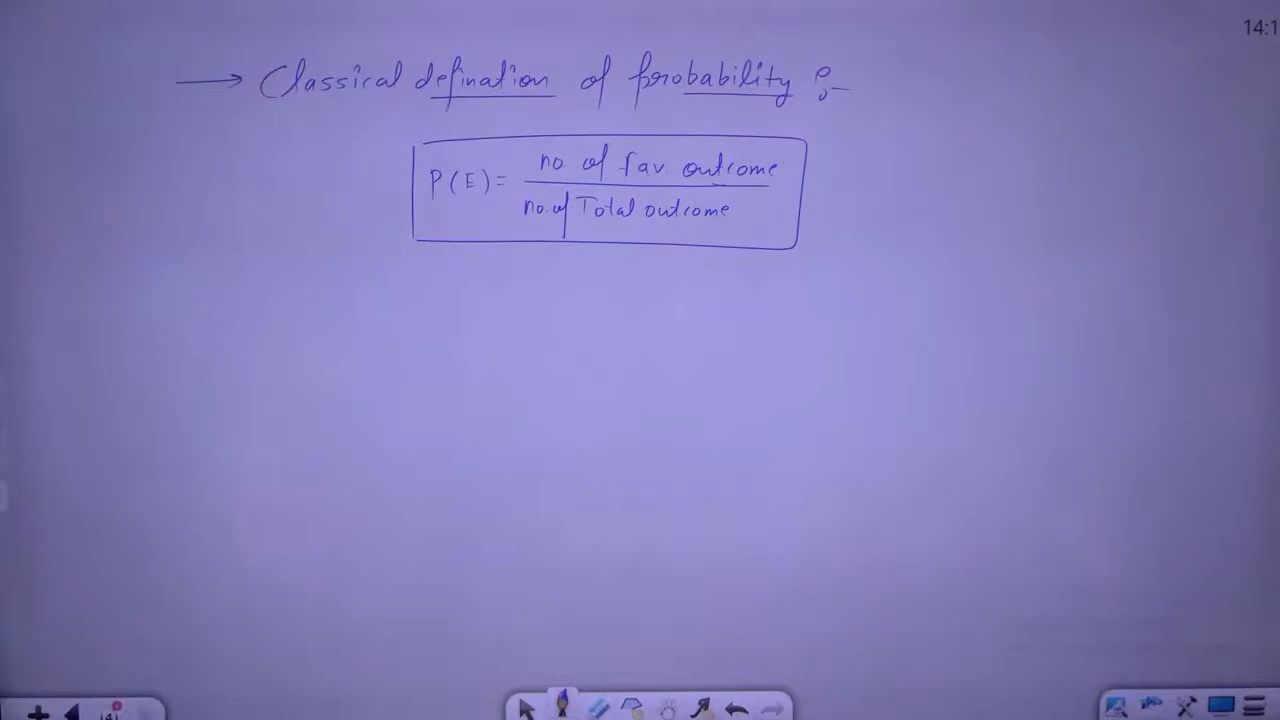 14:1
→ Classical defination of probability :-
P(E) = no. of fav. outcome
no. of Total outcome